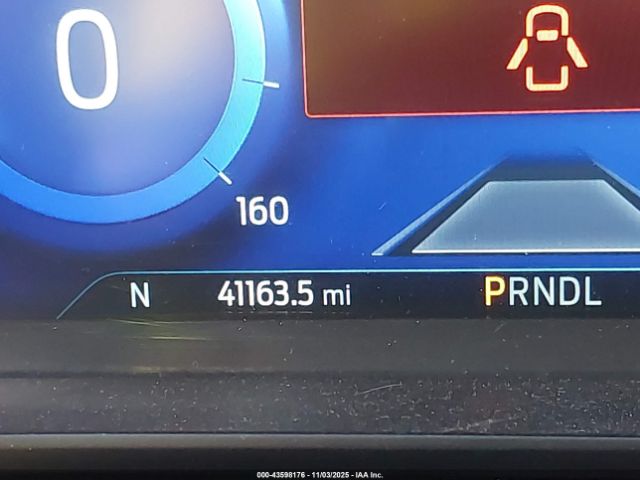 0
160
N 41163.5 mi PRNDL
000-43598176 - 11/03/2025 - IAA Inc.